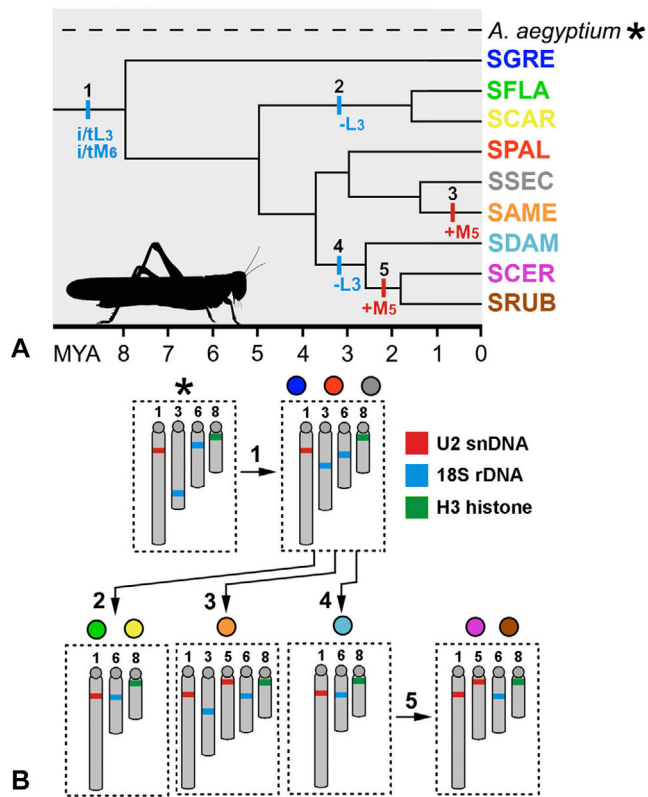 A. aegyptium *
SGRE
1
2
SFLA
i/tL3
i/tM6
-L3
SCAR
SPAL
SSEC
3
SAME
+M5
4
SDAM
-L3
5
SCER
+M5
SRUB
A
MYA 8 7 6 5 4 3 2 1 0
*
1 3 6 8
1
1 3 6 8
U2 snDNA
18S rDNA
H3 histone
2
3
4
1 6 8
1 3 5 6 8
1 6 8
5
1 5 6 8
B